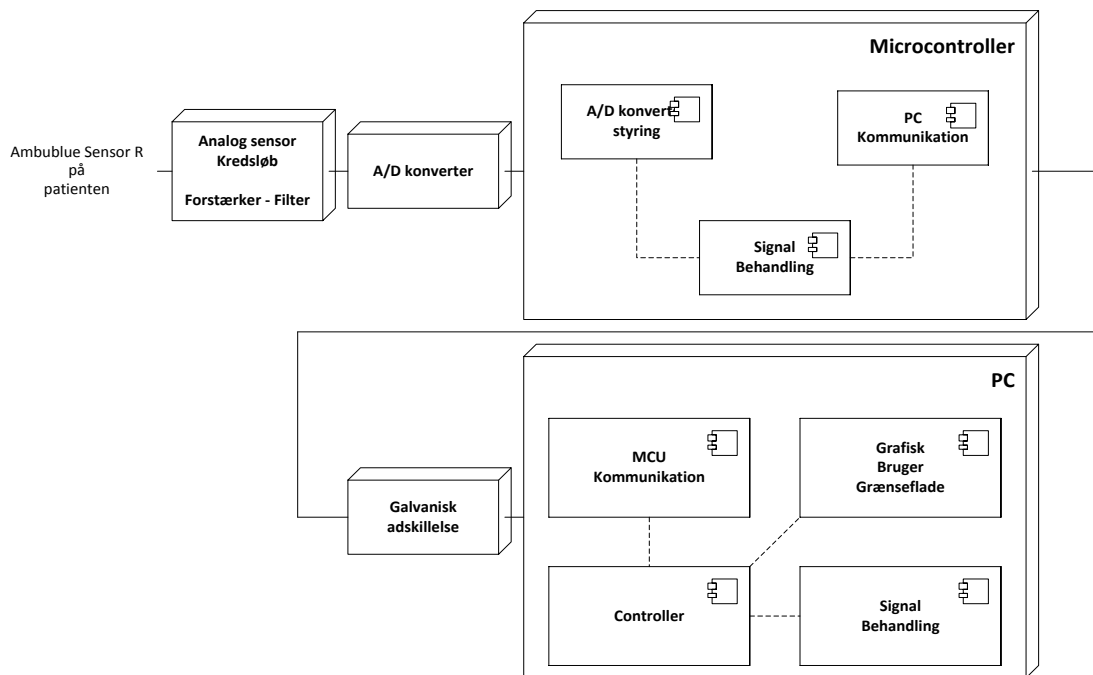 Ambublue Sensor R
på
patienten
Analog sensor
Kredsløb
Forstærker - Filter
A/D konverter
Microcontroller
A/D konvert
styring
PC
Kommunikation
Signal
Behandling
Galvanisk
adskillelse
PC
MCU
Kommunikation
Grafisk
Bruger
Grænseflade
Controller
Signal
Behandling